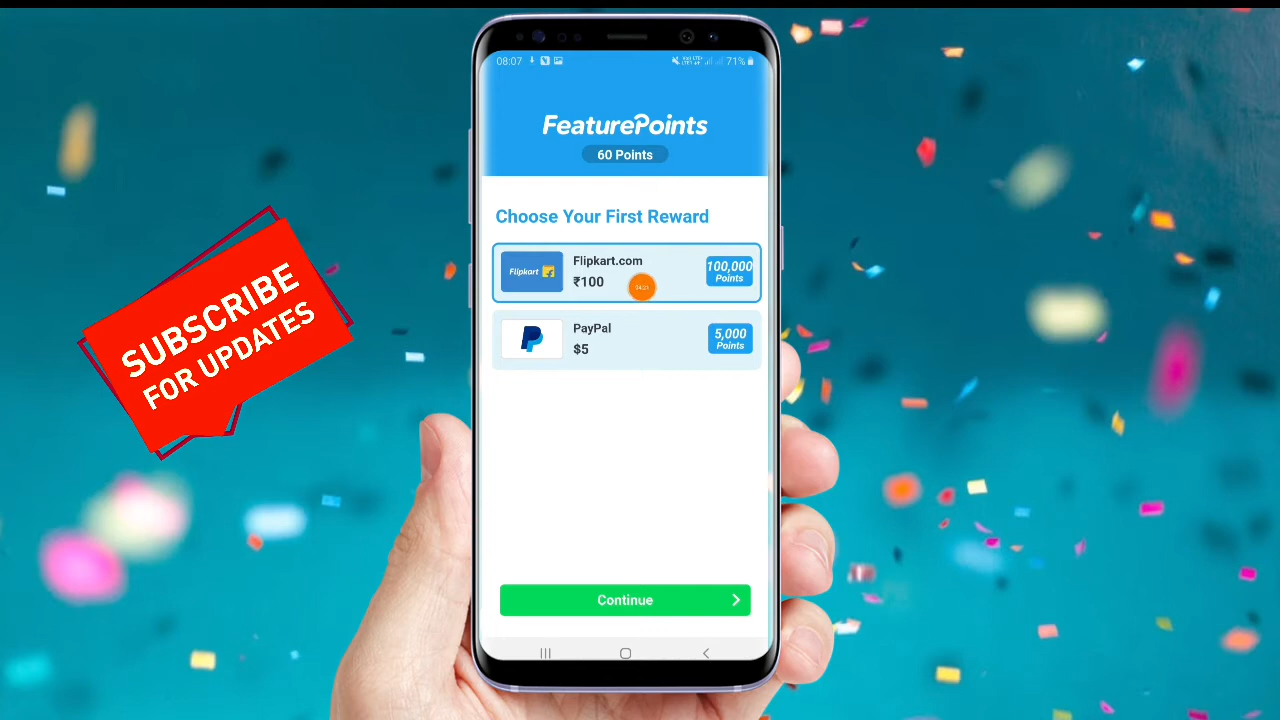 08:07
71%
FeaturePoints
60 Points
Choose Your First Reward
Flipkart
Flipkart.com
₹100
100,000
Points
PayPal
$5
5,000
Points
Continue
SUBSCRIBE
FOR UPDATES